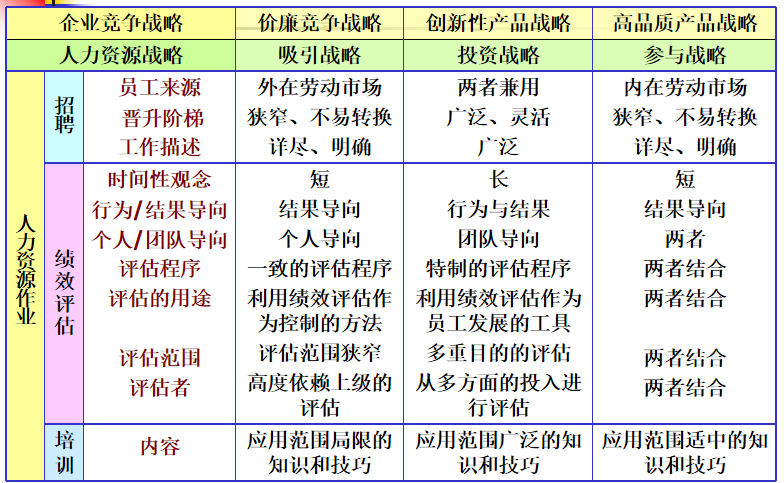 企业竞争战略 价廉竞争战略 创新性产品战略 高品质产品战略
人力资源战略 吸引战略 投资战略 参与战略
人力资源作业
招聘
员工来源 外在劳动市场 两者兼用 内在劳动市场
晋升阶梯 狭窄、不易转换 广泛、灵活 狭窄、不易转换
工作描述 详尽、明确 广泛 详尽、明确
绩效评估
时间性观念 短 长 短
行为/结果导向 结果导向 行为与结果 结果导向
个人/团队导向 个人导向 团队导向 两者
评估程序 一致的评估程序 特制的评估程序 两者结合
评估的用途 利用绩效评估作 利用绩效评估作为 两者结合
为控制的方法 员工发展的工具
评估范围 评估范围狭窄 多重目的的评估 两者结合
评估者 高度依赖上级的 从多方面的投入进 两者结合
评估 行评估
培训
内容 应用范围局限的 应用范围广泛的知 应用范围适中的知
知识和技巧 识和技巧 识和技巧